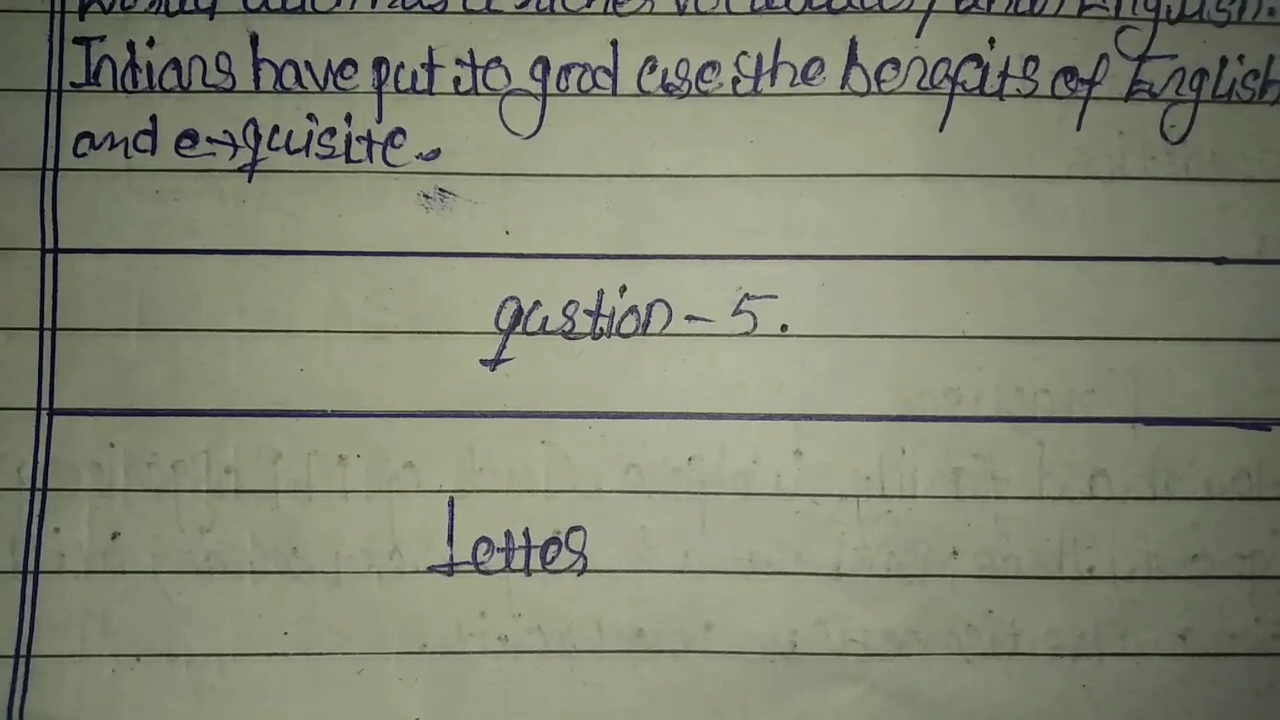 Indians have put to good use the benefits of English
and exquisite.
qustion - 5.
Letter